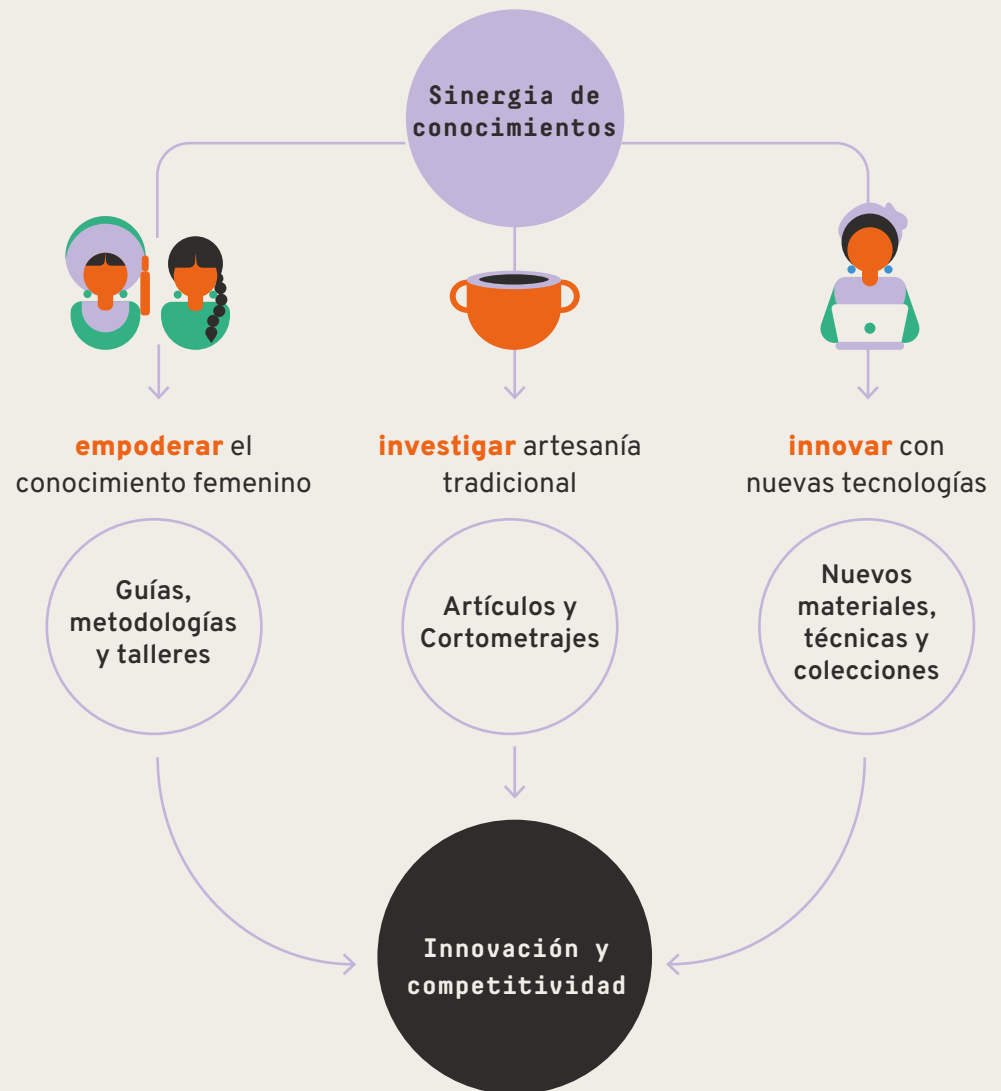 Sinergia de
conocimientos
empoderar el
conocimiento femenino
investigar artesanía
tradicional
innovar con
nuevas tecnologías
Guías,
metodologías
y talleres
Artículos y
Cortometrajes
Nuevos
materiales,
técnicas y
colecciones
Innovación y
competitividad